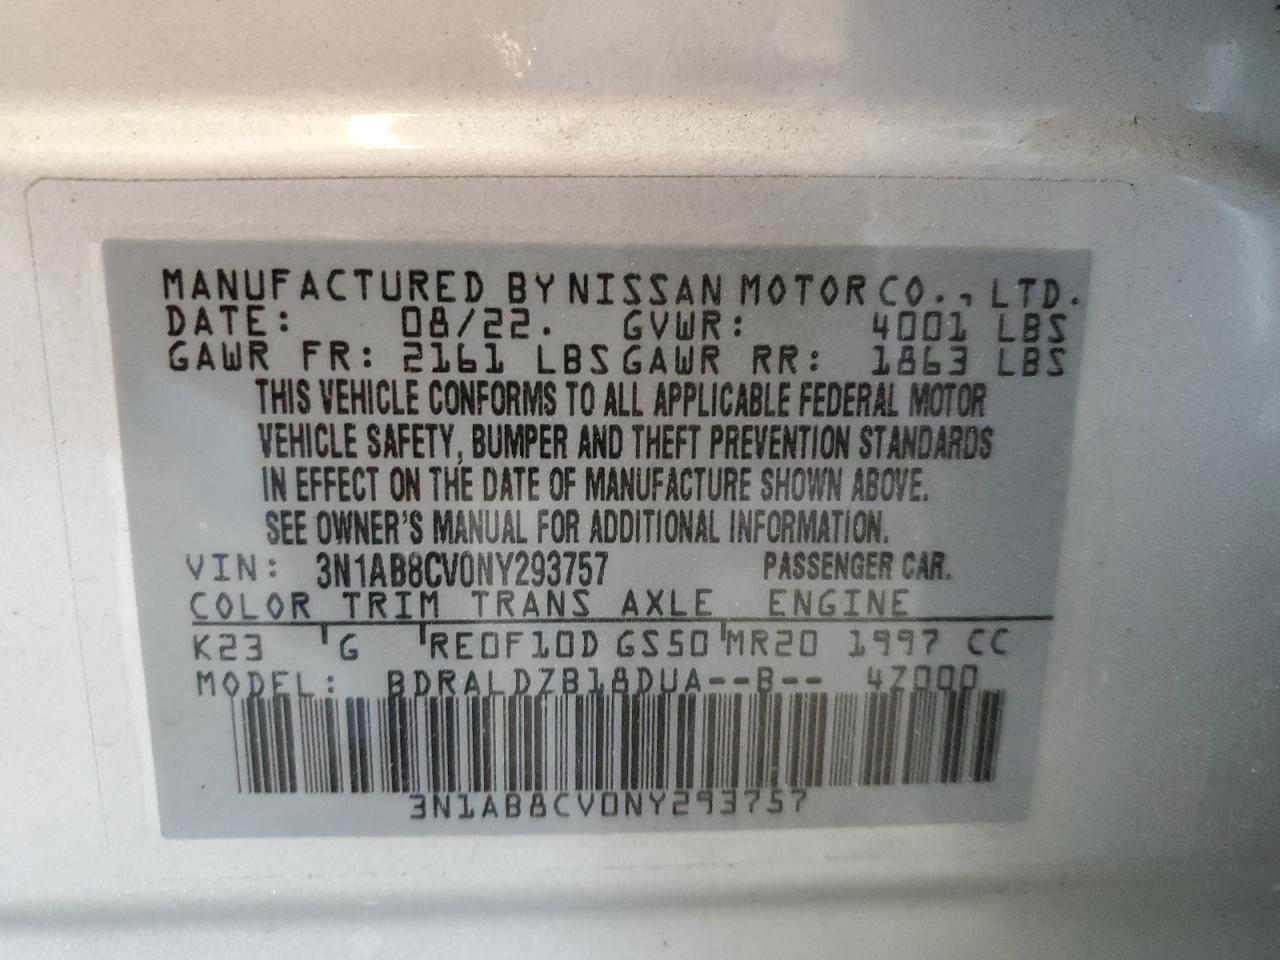 MANUFACTURED BY NISSAN MOTOR CO., LTD.
DATE: 08/22. GVWR: 4001 LBS
GAWR FR: 2161 LBS GAWR RR: 1863 LBS
THIS VEHICLE CONFORMS TO ALL APPLICABLE FEDERAL MOTOR
VEHICLE SAFETY, BUMPER AND THEFT PREVENTION STANDARDS
IN EFFECT ON THE DATE OF MANUFACTURE SHOWN ABOVE.
SEE OWNER'S MANUAL FOR ADDITIONAL INFORMATION.
VIN: 3N1AB8CV0NY293757 PASSENGER CAR.
COLOR TRIM TRANS AXLE ENGINE
K23 G RE0F10D GS50 MR20 1997 CC
MODEL: BDRALDZB18DUA--B-- 4Z000
3N1AB8CV0NY293757